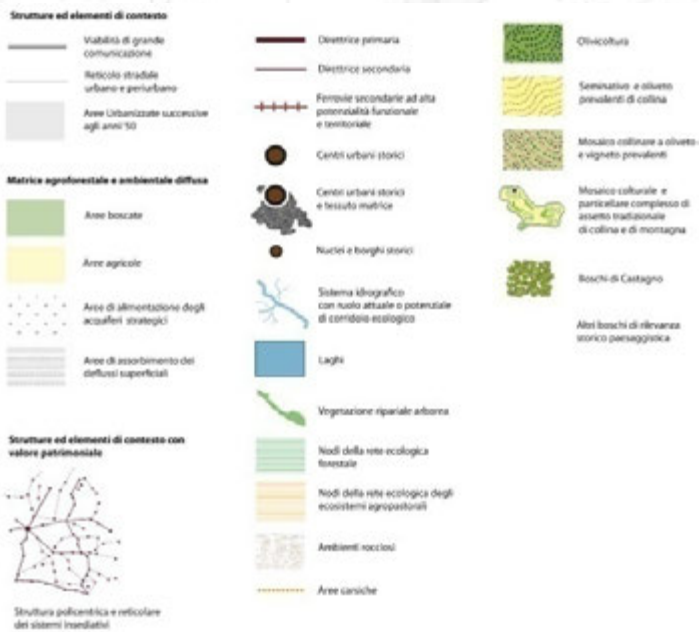 Strutture ed elementi di contesto
Viabilità di grande
comunicazione
Reticolo stradale
urbano e periurbano
Aree Urbanizzate successive
agli anni '50
Matrice agroforestale e ambientale diffusa
Aree boscate
Aree agricole
Aree di alimentazione degli
acquiferi strategici
Aree di assorbimento dei
deflussi superficiali
Strutture ed elementi di contesto con
valore patrimoniale
Struttura policentrica e reticolare
dei sistemi insediativi
Direttrice primaria
Direttrice secondaria
Ferrovie secondarie ad alta
potenzialità funzionale
e territoriale
Centri urbani storici
Centri urbani storici
e tessuto matrice
Nuclei e borghi storici
Sistema idrografico
con ruolo attuale o potenziale
di corridoio ecologico
Laghi
Vegetazione ripariale arborea
Nodi della rete ecologica
forestale
Nodi della rete ecologica degli
ecosistemi agropastorali
Ambienti rocciosi
Aree carsiche
Olivicoltura
Seminativo e oliveto
prevalenti di collina
Mosaico collinare a oliveto
e vigneto prevalenti
Mosaico colturale e
particellare complesso di
assetto tradizionale
di collina e di montagna
Boschi di Castagno
Altri boschi di rilevanza
storico paesaggistica